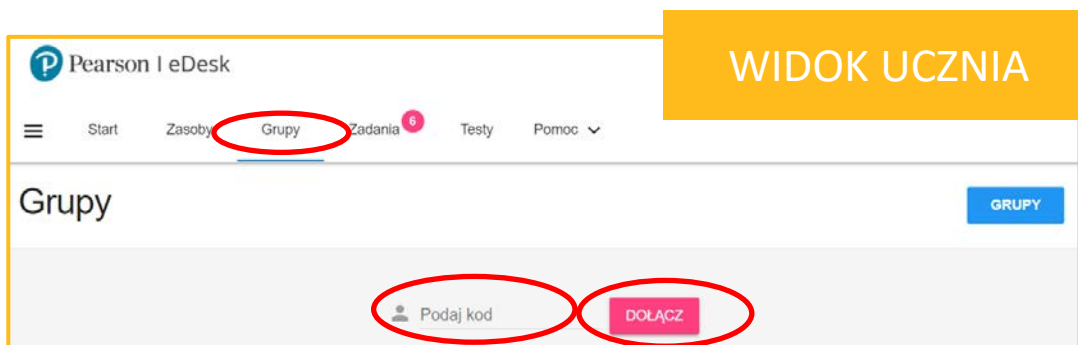 WIDOK UCZNIA
Pearson | eDesk
Start Zasoby Grupy Zadania 6 Testy Pomoc
Grupy
GRUPY
Podaj kod
DOŁĄCZ